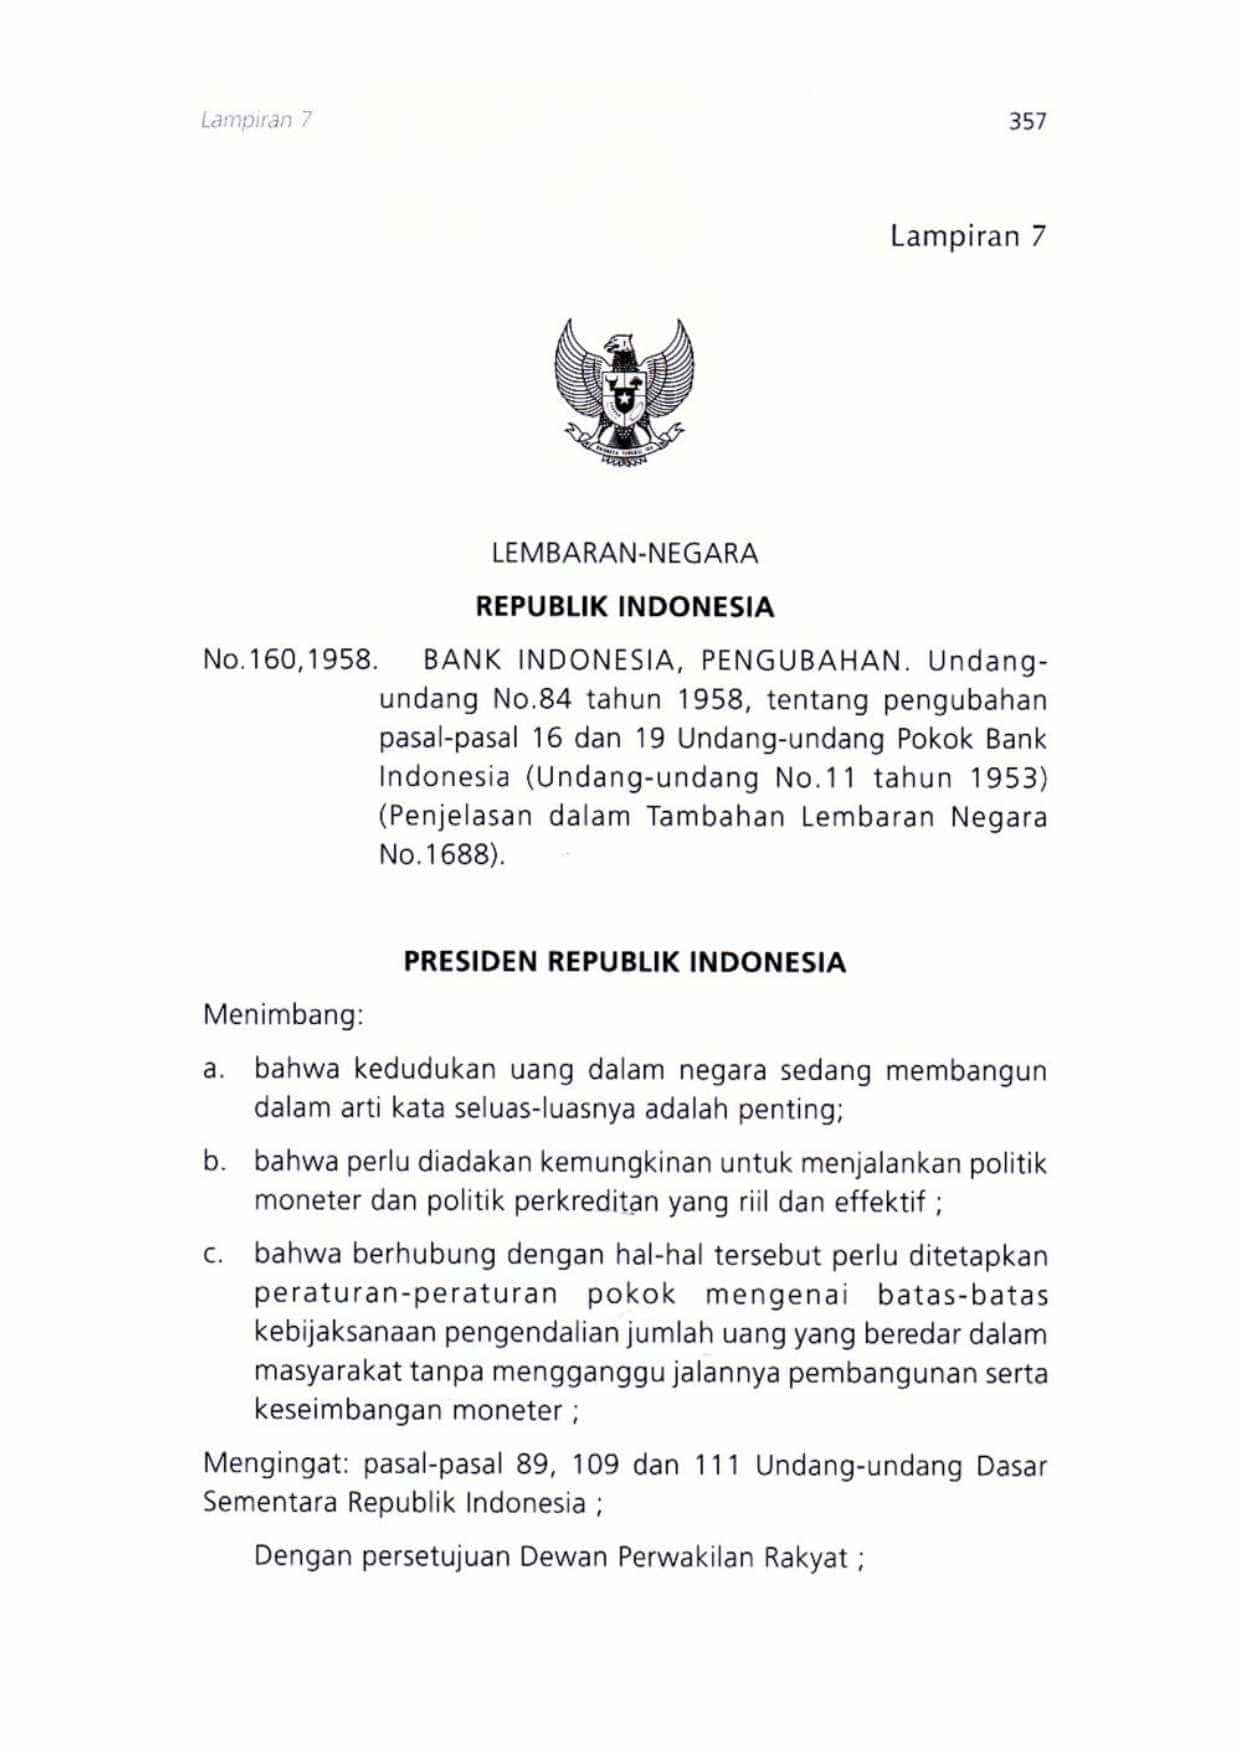 Lampiran 7 357
Lampiran 7
LEMBARAN-NEGARA
REPUBLIK INDONESIA
No.160,1958. BANK INDONESIA, PENGUBAHAN. Undang-
undang No.84 tahun 1958, tentang pengubahan
pasal-pasal 16 dan 19 Undang-undang Pokok Bank
Indonesia (Undang-undang No.11 tahun 1953)
(Penjelasan dalam Tambahan Lembaran Negara
No.1688).
PRESIDEN REPUBLIK INDONESIA
Menimbang:
a. bahwa kedudukan uang dalam negara sedang membangun
dalam arti kata seluas-luasnya adalah penting;
b. bahwa perlu diadakan kemungkinan untuk menjalankan politik
moneter dan politik perkreditan yang riil dan effektif ;
c. bahwa berhubung dengan hal-hal tersebut perlu ditetapkan
peraturan-peraturan pokok mengenai batas-batas
kebijaksanaan pengendalian jumlah uang yang beredar dalam
masyarakat tanpa mengganggu jalannya pembangunan serta
keseimbangan moneter ;
Mengingat: pasal-pasal 89, 109 dan 111 Undang-undang Dasar
Sementara Republik Indonesia ;
Dengan persetujuan Dewan Perwakilan Rakyat ;